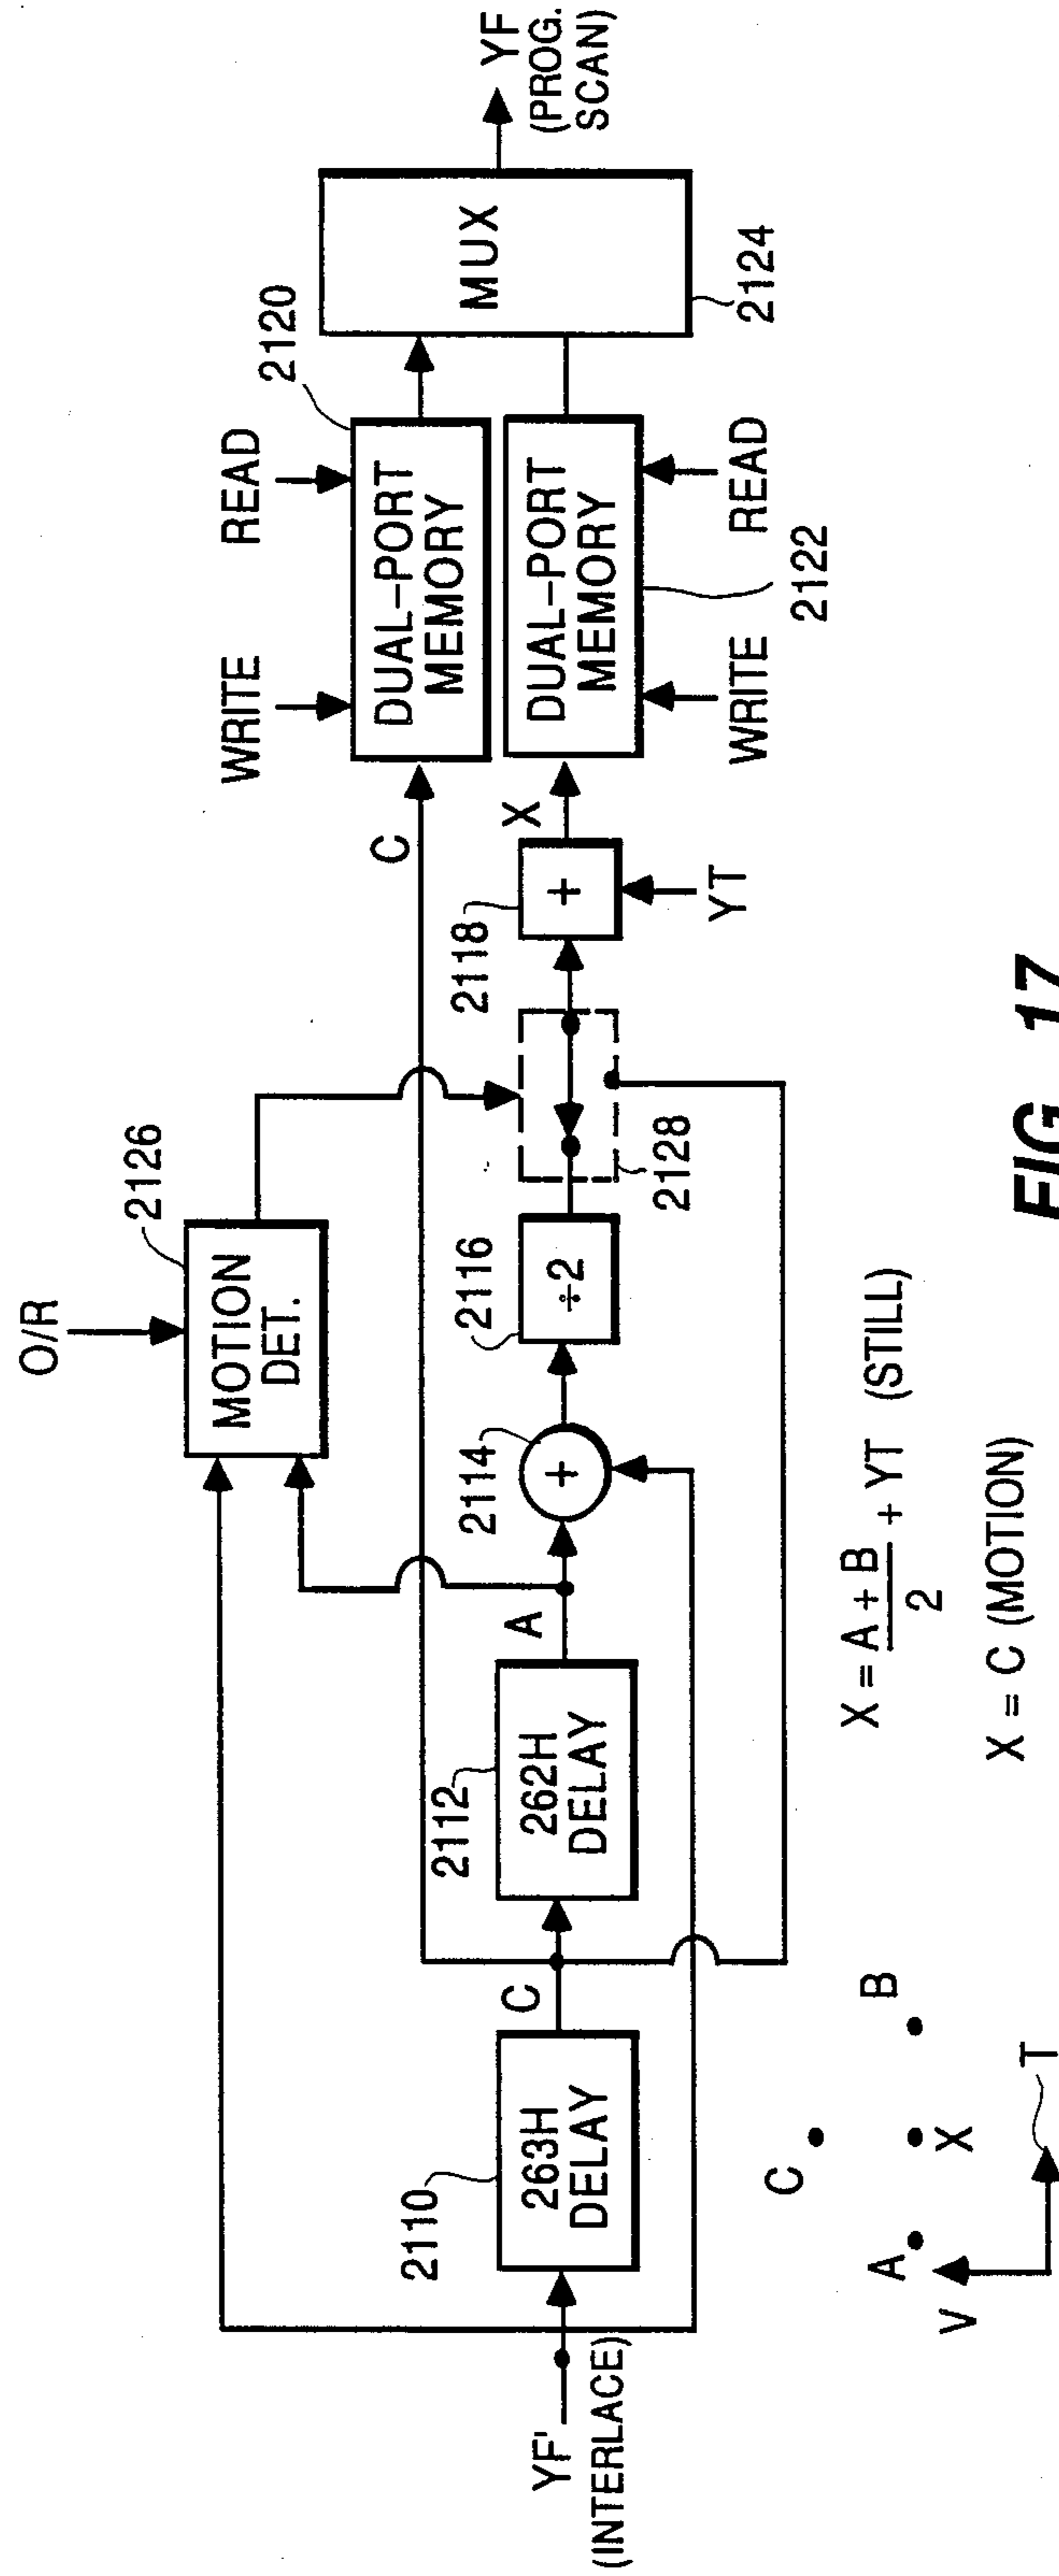 YF'
(INTERLACE)
2110
263H
DELAY
C
2112
262H
DELAY
A
2114
+
2116
÷2
O/R
2126
MOTION
DET.
2128
2118
+
YT
X
C
WRITE
READ
2120
DUAL-PORT
MEMORY
DUAL-PORT
MEMORY
WRITE
READ
2122
MUX
2124
YF
(PROG.
SCAN)
C
A
X
B
V
T
X = A + B / 2 + YT (STILL)
X = C (MOTION)
FIG. 17